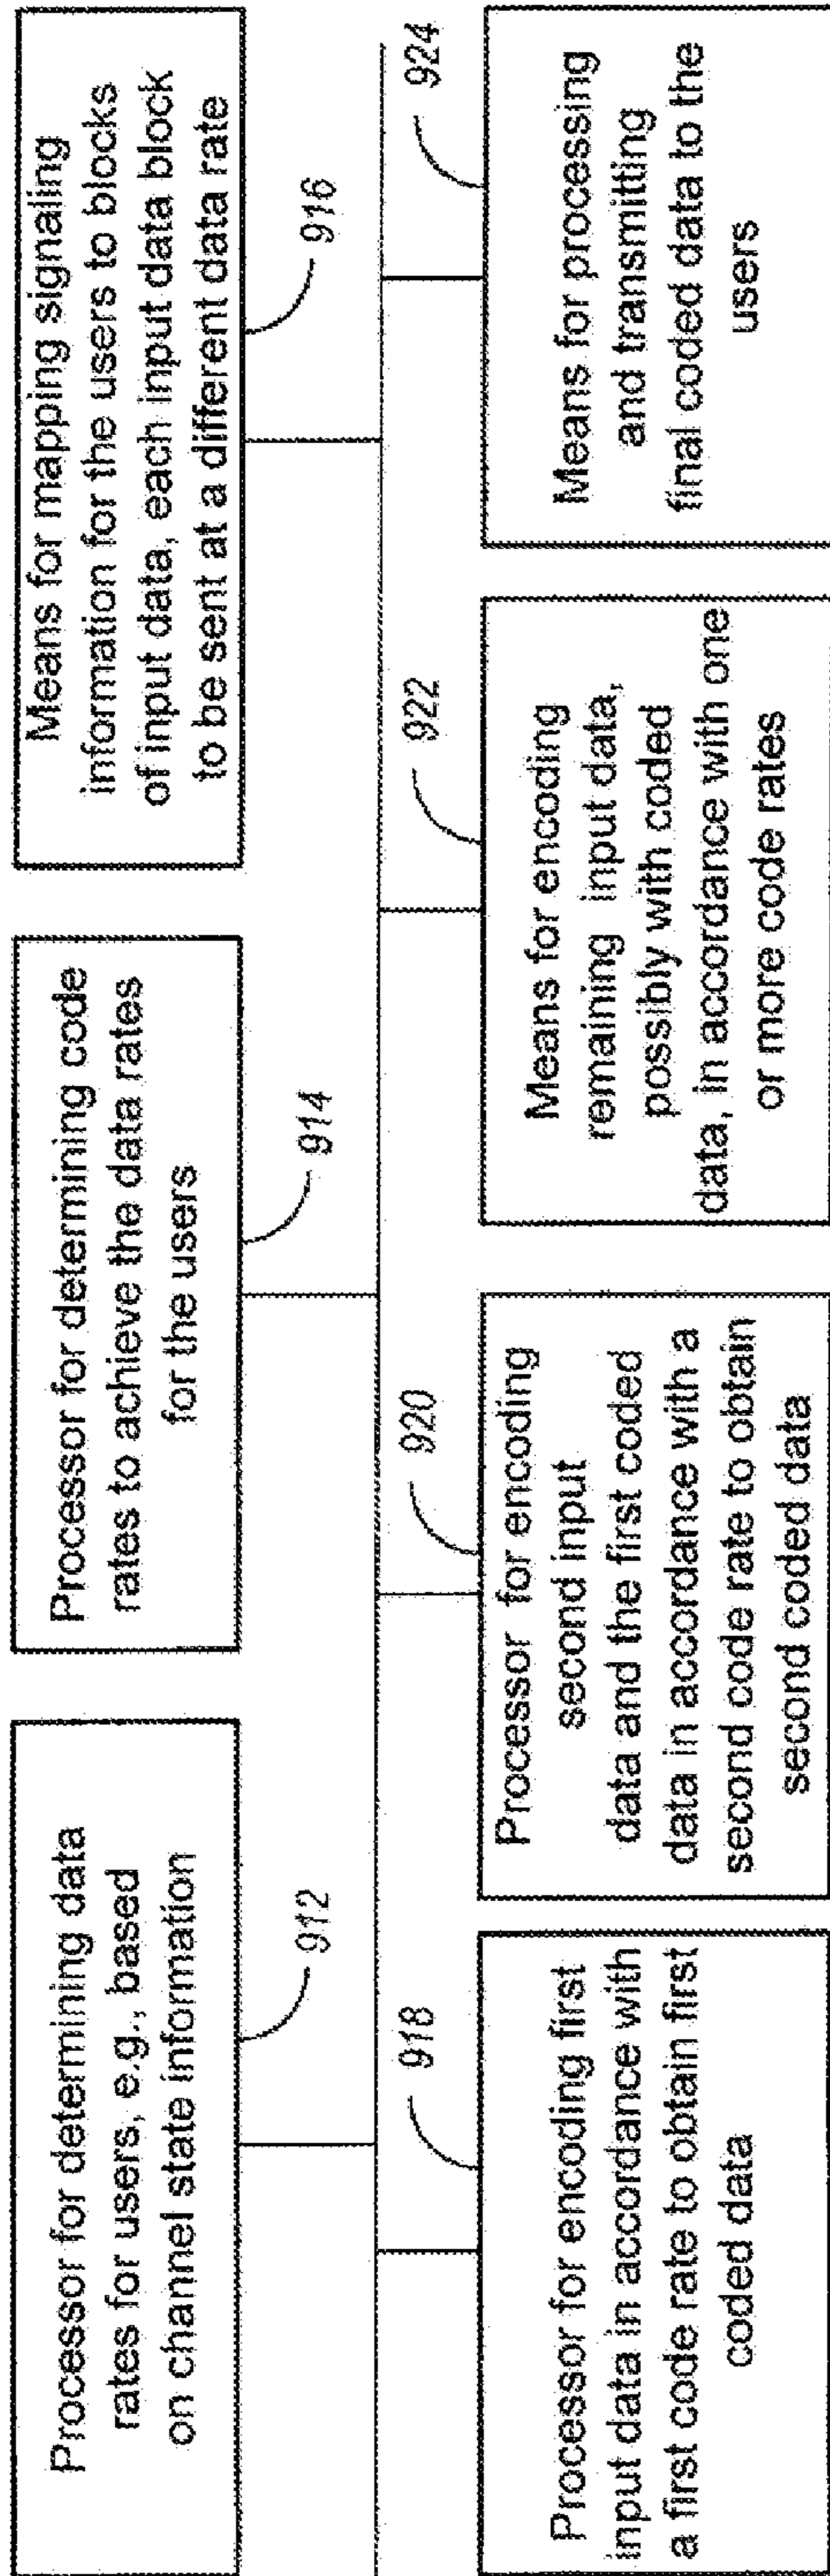 Processor for determining data
rates for users, e.g., based
on channel state information
912
Processor for determining code
rates to achieve the data rates
for the users
914
Means for mapping signaling
information for the users to blocks
of input data, each input data block
to be sent at a different data rate
916
918
Processor for encoding first
input data in accordance with
a first code rate to obtain first
coded data
920
Processor for encoding
second input
data and the first coded
data in accordance with a
second code rate to obtain
second coded data
922
Means for encoding
remaining input data,
possibly with coded
data, in accordance with one
or more code rates
924
Means for processing
and transmitting
final coded data to the
users